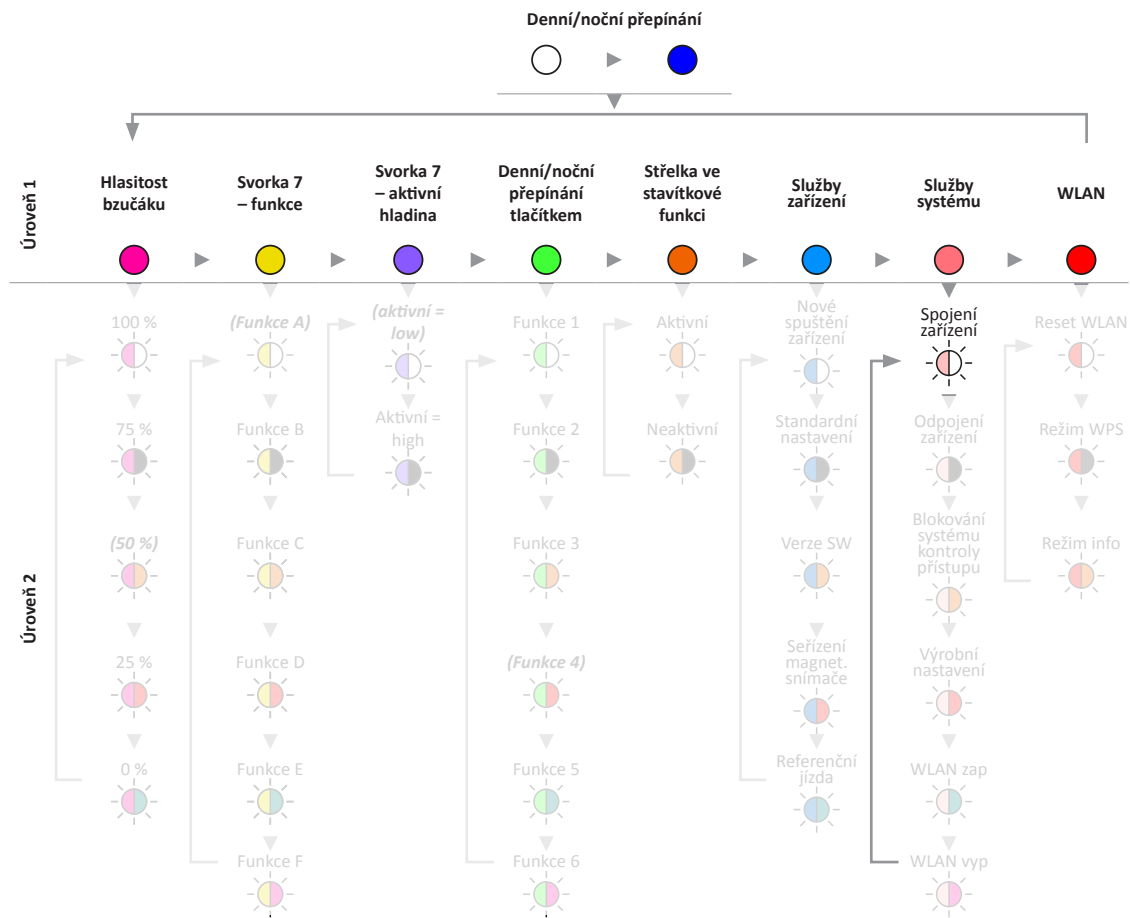 Denní/noční přepínání
Úroveň 1
Hlasitost
bzučáku
Svorka 7
– funkce
Svorka 7
– aktivní
hladina
Denní/noční
přepínání
tlačítkem
Střelka ve
stavítkové
funkci
Služby
zařízení
Služby
systému
WLAN
Úroveň 2
100 %
75 %
(50 %)
25 %
0 %
(Funkce A)
Funkce B
Funkce C
Funkce D
Funkce E
Funkce F
(aktivní =
low)
Aktivní =
high
Funkce 1
Funkce 2
Funkce 3
(Funkce 4)
Funkce 5
Funkce 6
Aktivní
Neaktivní
Nové
spuštění
zařízení
Standardní
nastavení
Verze SW
Seřízení
magnet.
snímače
Referenční
jízda
Spojení
zařízení
Odpojení
zařízení
Blokování
systému
kontroly
přístupu
Výrobní
nastavení
WLAN zap
WLAN vyp
Reset WLAN
Režim WPS
Režim info